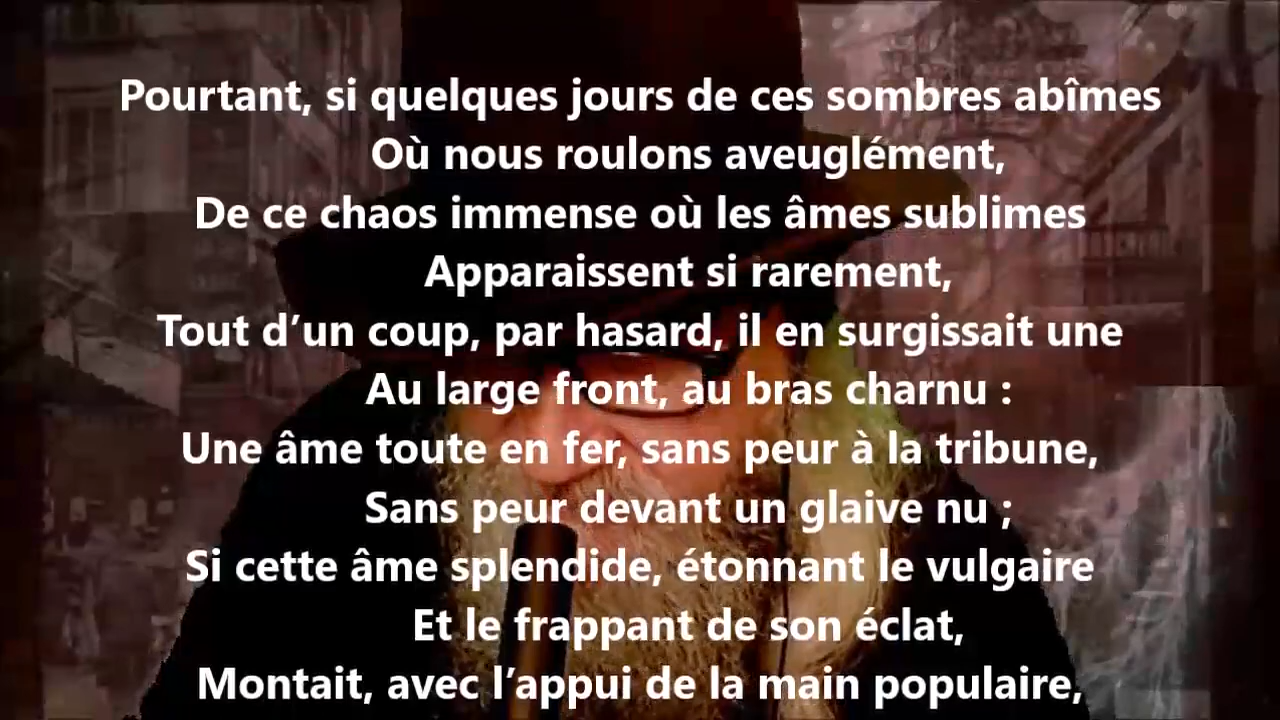 Pourtant, si quelques jours de ces sombres abîmes
Où nous roulons aveuglément,
De ce chaos immense où les âmes sublimes
Apparaissent si rarement,
Tout d’un coup, par hasard, il en surgissait une
Au large front, au bras charnu :
Une âme toute en fer, sans peur à la tribune,
Sans peur devant un glaive nu ;
Si cette âme splendide, étonnant le vulgaire
Et le frappant de son éclat,
Montait, avec l’appui de la main populaire,